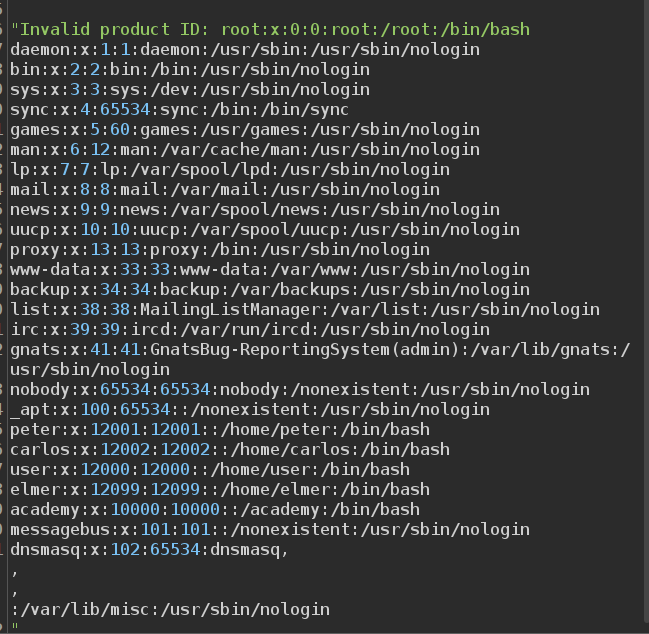 "Invalid product ID: root:x:0:0:root:/root:/bin/bash
daemon:x:1:1:daemon:/usr/sbin:/usr/sbin/nologin
bin:x:2:2:bin:/bin:/usr/sbin/nologin
sys:x:3:3:sys:/dev:/usr/sbin/nologin
sync:x:4:65534:sync:/bin:/bin/sync
games:x:5:60:games:/usr/games:/usr/sbin/nologin
man:x:6:12:man:/var/cache/man:/usr/sbin/nologin
lp:x:7:7:lp:/var/spool/lpd:/usr/sbin/nologin
mail:x:8:8:mail:/var/mail:/usr/sbin/nologin
news:x:9:9:news:/var/spool/news:/usr/sbin/nologin
uucp:x:10:10:uucp:/var/spool/uucp:/usr/sbin/nologin
proxy:x:13:13:proxy:/bin:/usr/sbin/nologin
www-data:x:33:33:www-data:/var/www:/usr/sbin/nologin
backup:x:34:34:backup:/var/backups:/usr/sbin/nologin
list:x:38:38:MailingListManager:/var/list:/usr/sbin/nologin
irc:x:39:39:ircd:/var/run/ircd:/usr/sbin/nologin
gnats:x:41:41:GnatsBug-ReportingSystem(admin):/var/lib/gnats:/
usr/sbin/nologin
nobody:x:65534:65534:nobody:/nonexistent:/usr/sbin/nologin
_apt:x:100:65534::/nonexistent:/usr/sbin/nologin
peter:x:12001:12001::/home/peter:/bin/bash
carlos:x:12002:12002::/home/carlos:/bin/bash
user:x:12000:12000::/home/user:/bin/bash
elmer:x:12099:12099::/home/elmer:/bin/bash
academy:x:10000:10000::/academy:/bin/bash
messagebus:x:101:101::/nonexistent:/usr/sbin/nologin
dnsmasq:x:102:65534:dnsmasq,
,
,
:/var/lib/misc:/usr/sbin/nologin
"